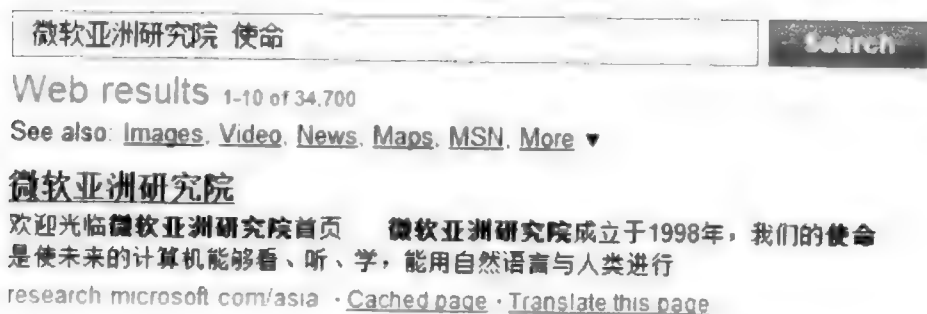 微软亚洲研究院 使命
Search
Web results 1-10 of 34,700
See also: Images, Video, News, Maps, MSN, More ▼
微软亚洲研究院
欢迎光临微软亚洲研究院首页 微软亚洲研究院成立于1998年，我们的使命
是使未来的计算机能够看、听、学，能用自然语言与人类进行
research.microsoft.com/asia · Cached page · Translate this page